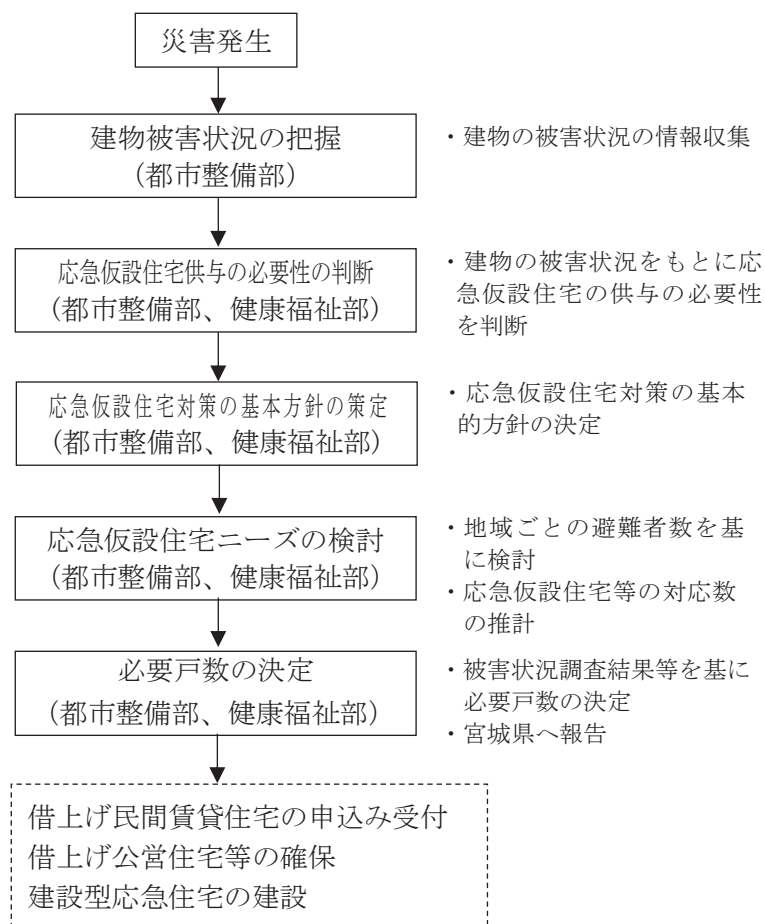 災害発生
建物被害状況の把握
(都市整備部)
・建物の被害状況の情報収集
応急仮設住宅供与の必要性の判断
(都市整備部、健康福祉部)
・建物の被害状況をもとに応
急仮設住宅の供与の必要性
を判断
応急仮設住宅対策の基本方針の策定
(都市整備部、健康福祉部)
・応急仮設住宅対策の基本
的方針の決定
応急仮設住宅ニーズの検討
(都市整備部、健康福祉部)
・地域ごとの避難者数を基
に検討
・応急仮設住宅等の対応数
の推計
必要戸数の決定
(都市整備部、健康福祉部)
・被害状況調査結果等を基に
必要戸数の決定
・宮城県へ報告
借上げ民間賃貸住宅の申込み受付
借上げ公営住宅等の確保
建設型応急住宅の建設